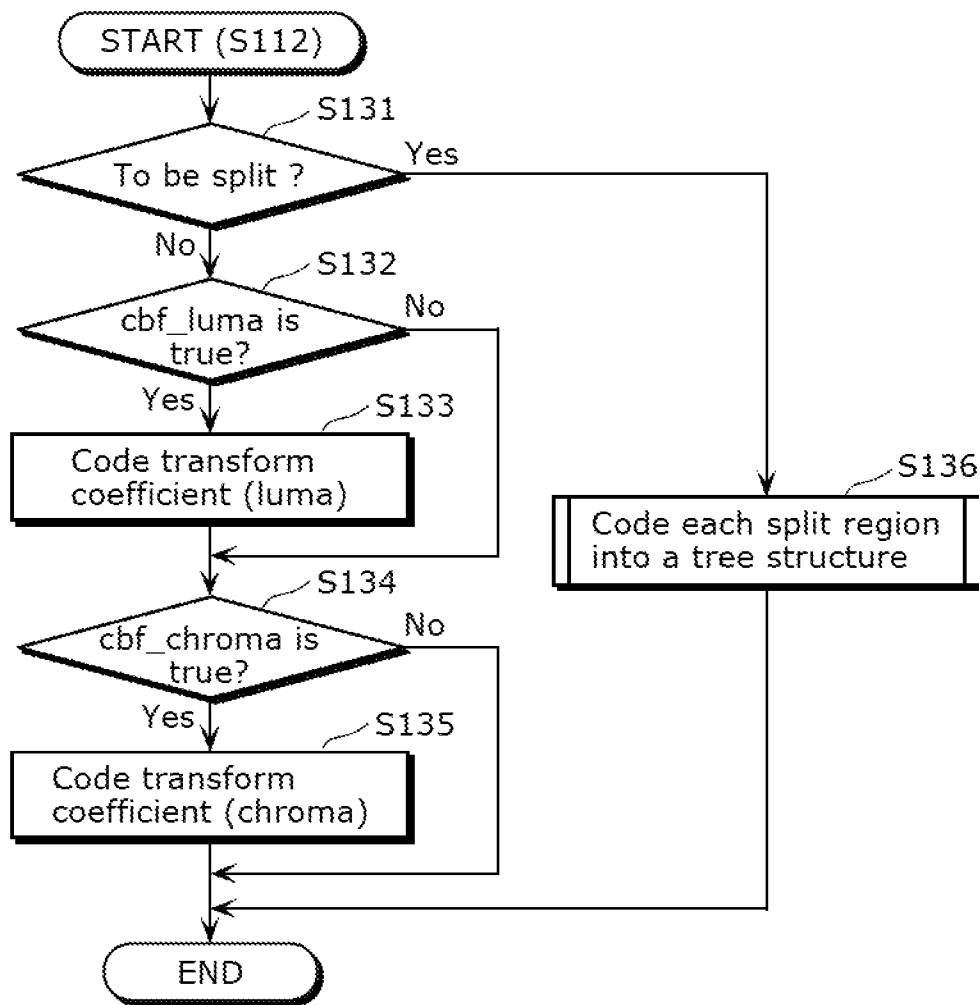 START (S112)
S131
To be split ?
Yes
No
S132
cbf_luma is
true?
No
Yes
S133
Code transform
coefficient (luma)
S136
Code each split region
into a tree structure
S134
cbf_chroma is
true?
No
Yes
S135
Code transform
coefficient (chroma)
END